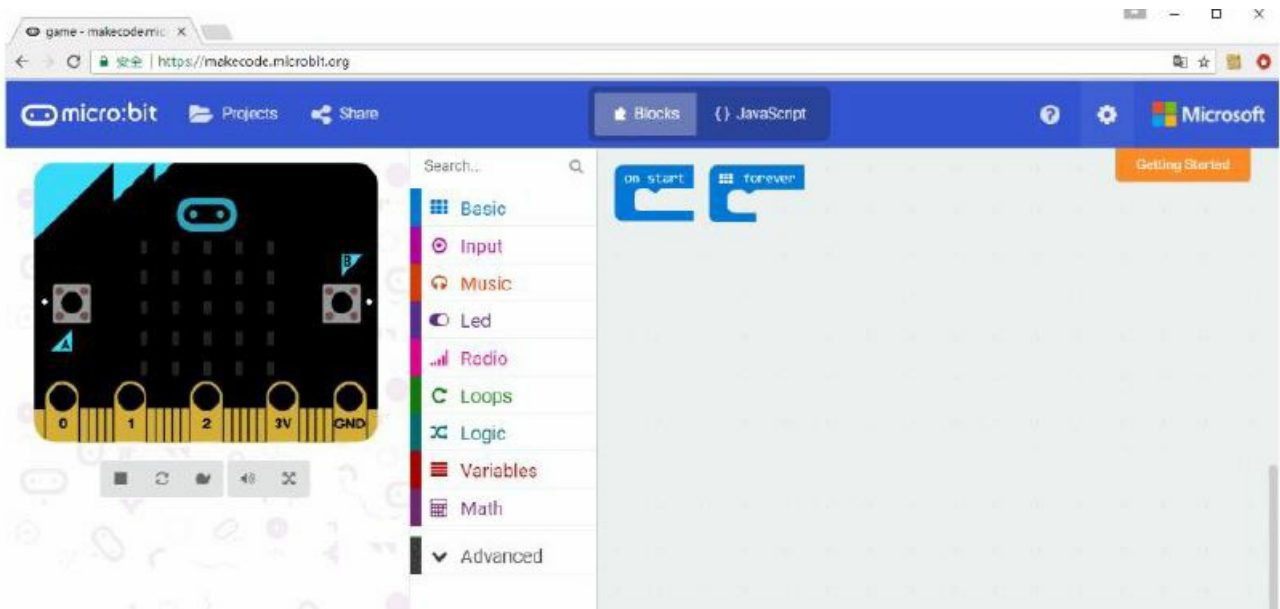 game - makecode.mic
安全 | https://makecode.microbit.org
micro:bit Projects Share Blocks {} JavaScript Microsoft
Search...
Basic
Input
Music
Led
Radio
Loops
Logic
Variables
Math
Advanced
on start forever
Getting Started
B
A
0 1 2 3V GND